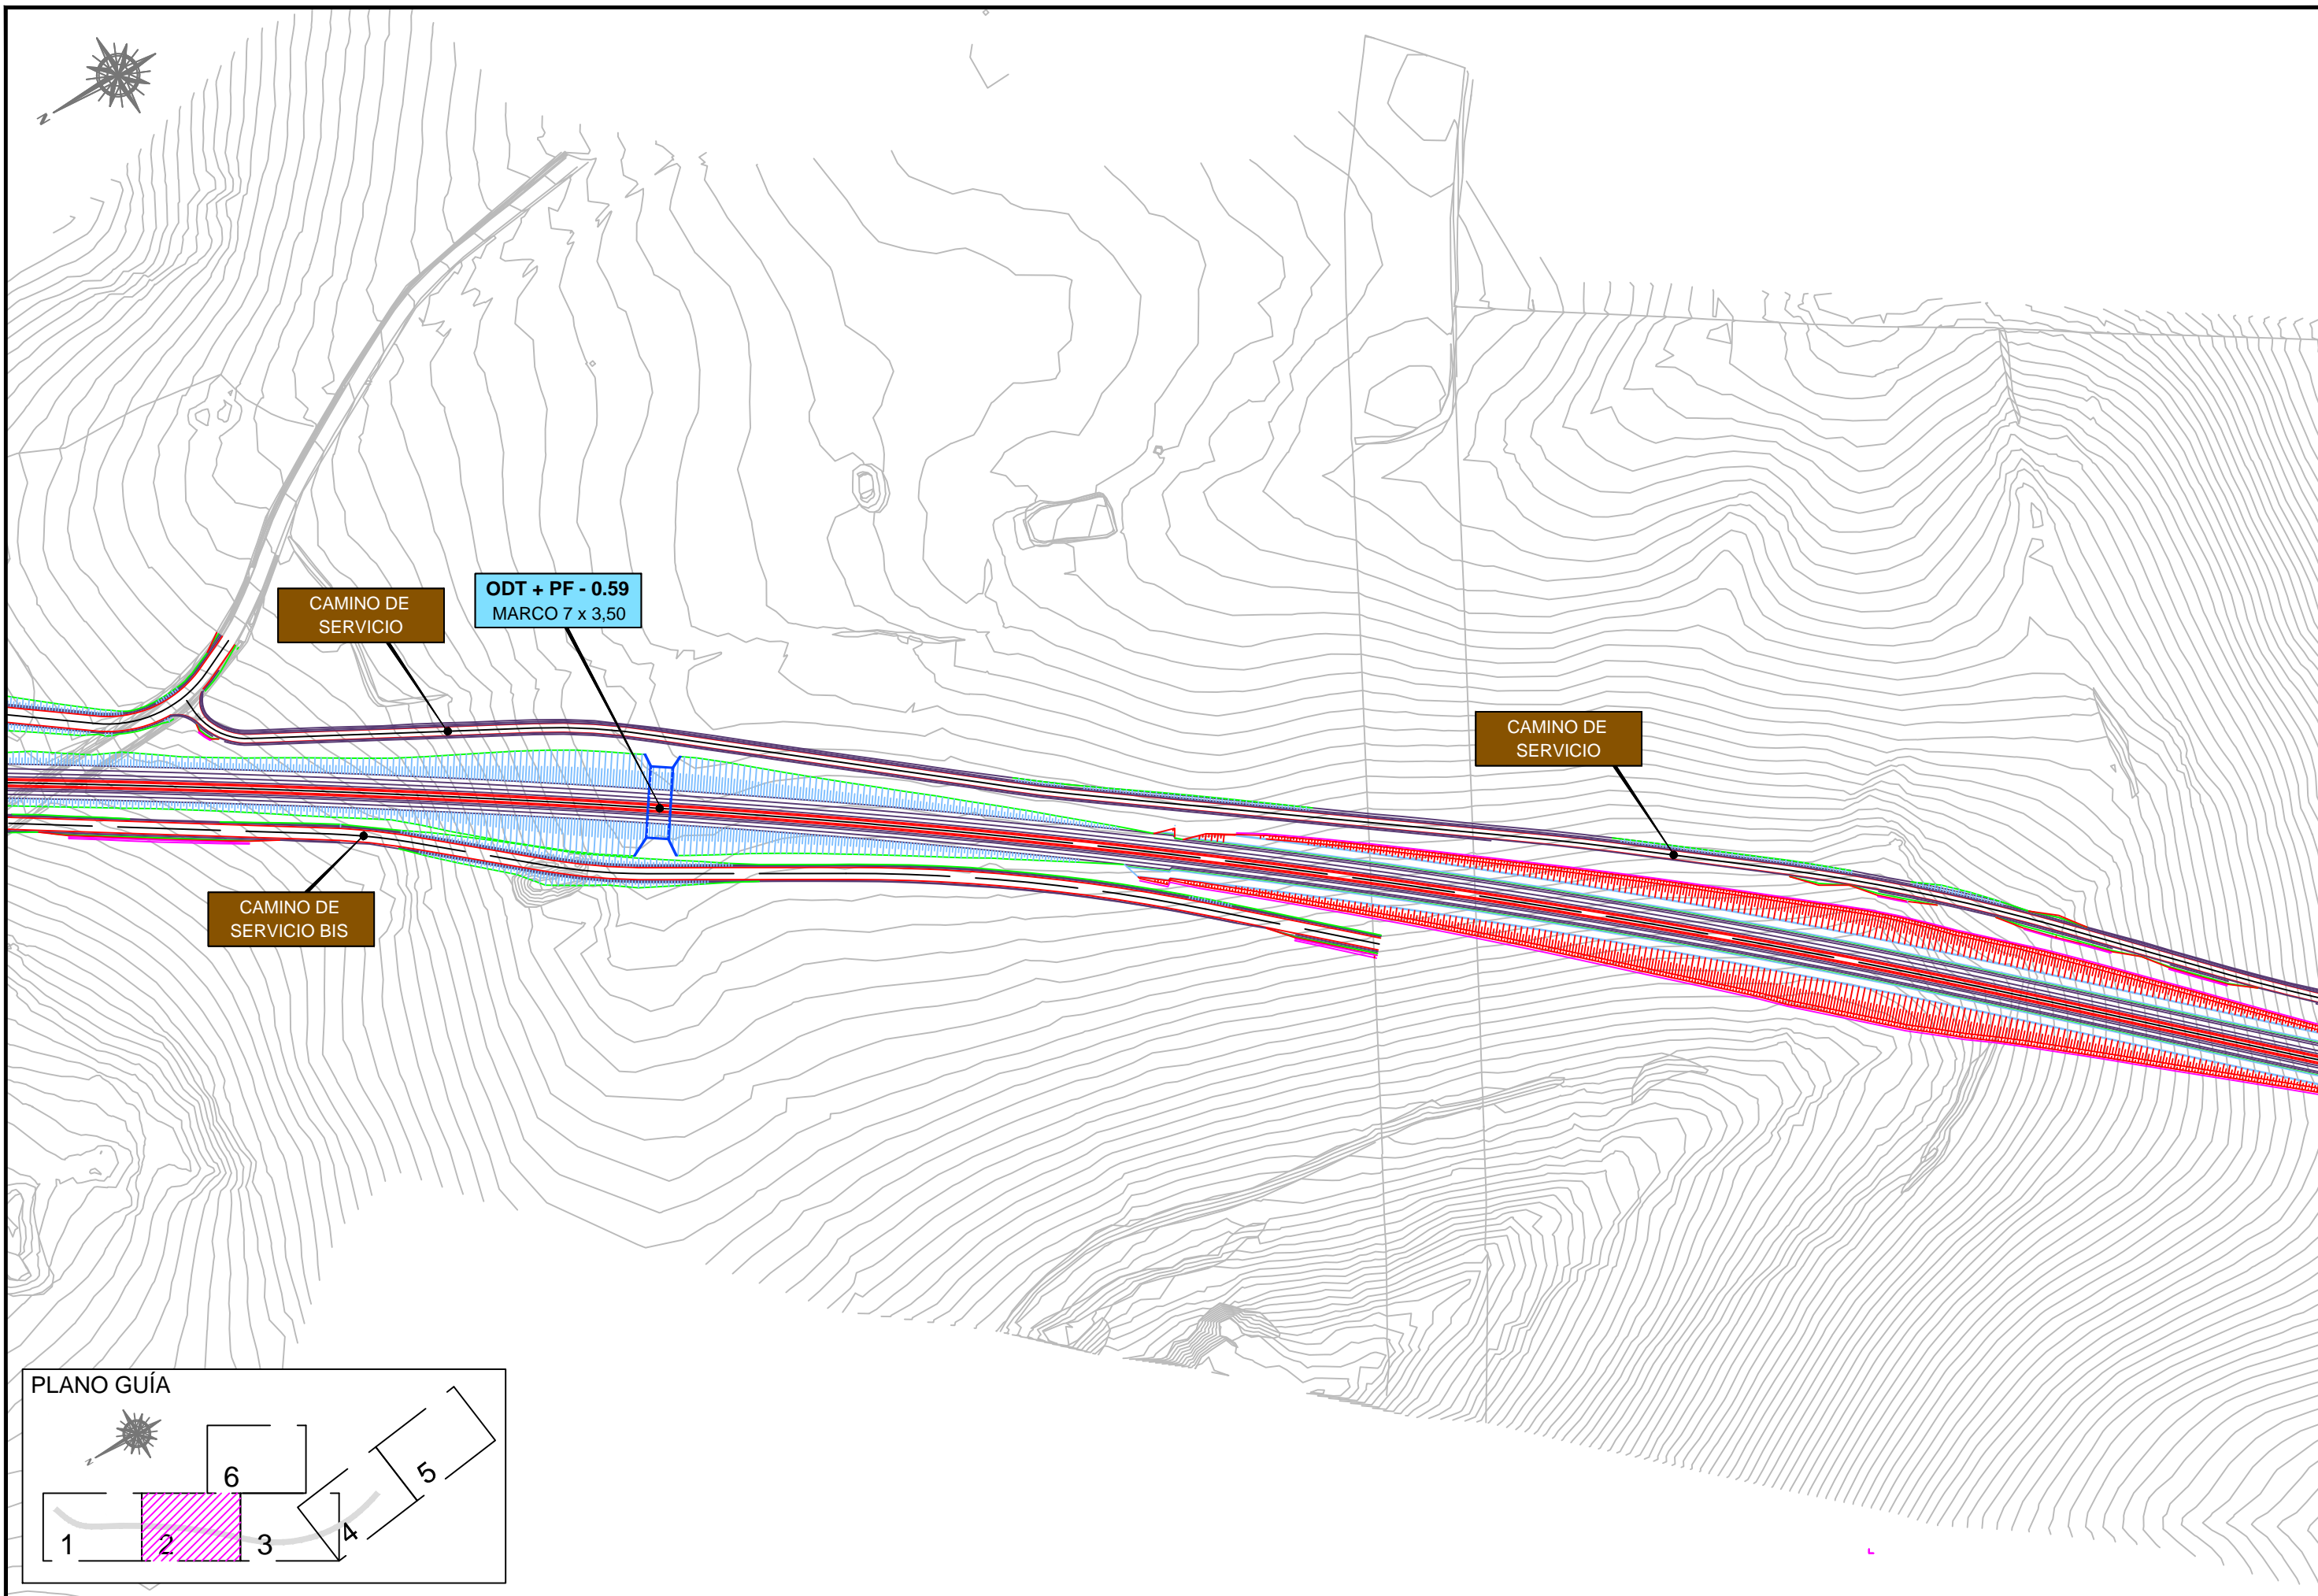 N
CAMINO DE
SERVICIO
ODT + PF - 0.59
MARCO 7 x 3,50
CAMINO DE
SERVICIO
CAMINO DE
SERVICIO BIS
PLANO GUÍA
N
6
5
1
2
3
4